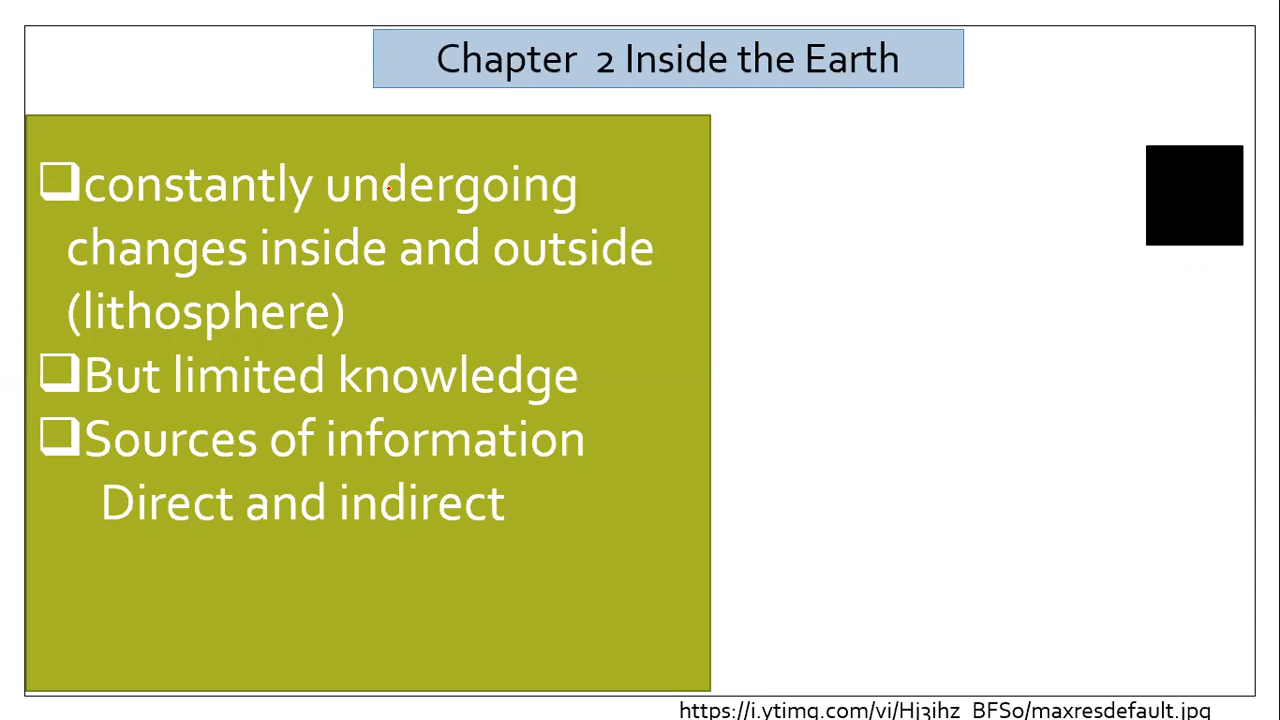 Chapter 2 Inside the Earth
constantly undergoing
changes inside and outside
(lithosphere)
But limited knowledge
Sources of information
Direct and indirect
https://i.ytimg.com/vi/Hj3ihz_BFS0/maxresdefault.jpg